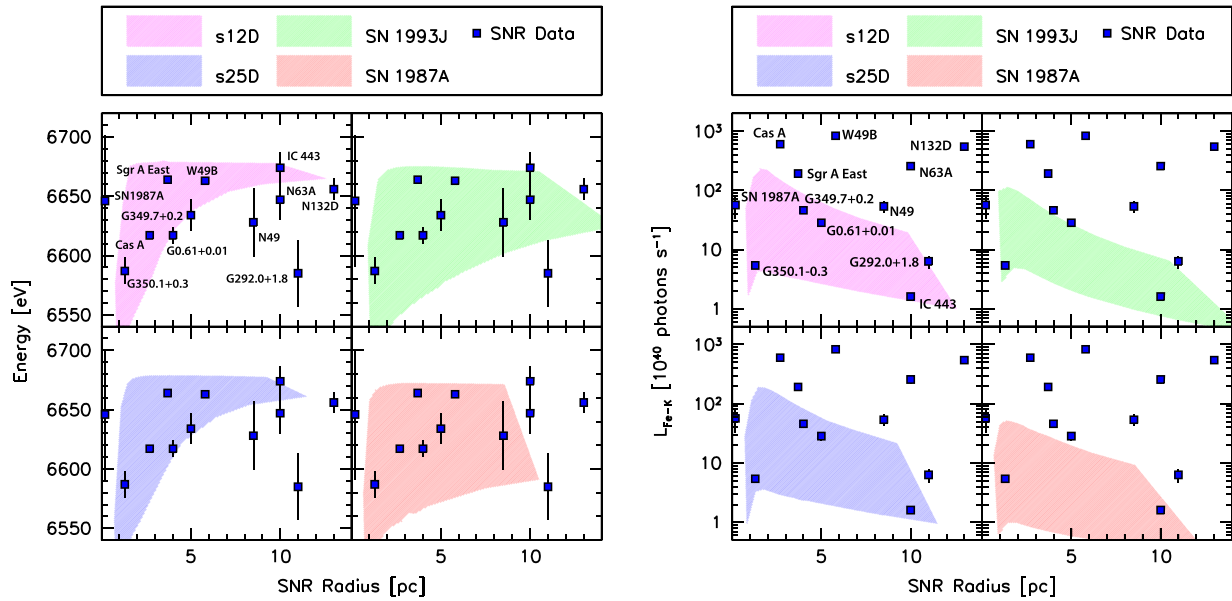 s12D SN 1993J SNR Data
s25D SN 1987A
s12D SN 1993J SNR Data
s25D SN 1987A
6700
6650
6600
6550
Sgr A East
W49B
IC 443
SN1987A
N63A
N132D
G349.7+0.2
Cas A
G0.61+0.01
N49
G350.1+0.3
G292.0+1.8
6700
6650
6600
6550
Energy [eV]
5 10 5 10
SNR Radius [pc]
10³
10²
10
1
Cas A
W49B
N132D
Sgr A East
N63A
SN 1987A
G349.7+0.2
N49
G0.61+0.01
G292.0+1.8
G350.1-0.3
IC 443
10³
10²
10
1
L_Fe-K [10⁴⁰ photons s⁻¹]
5 10 5 10
SNR Radius [pc]